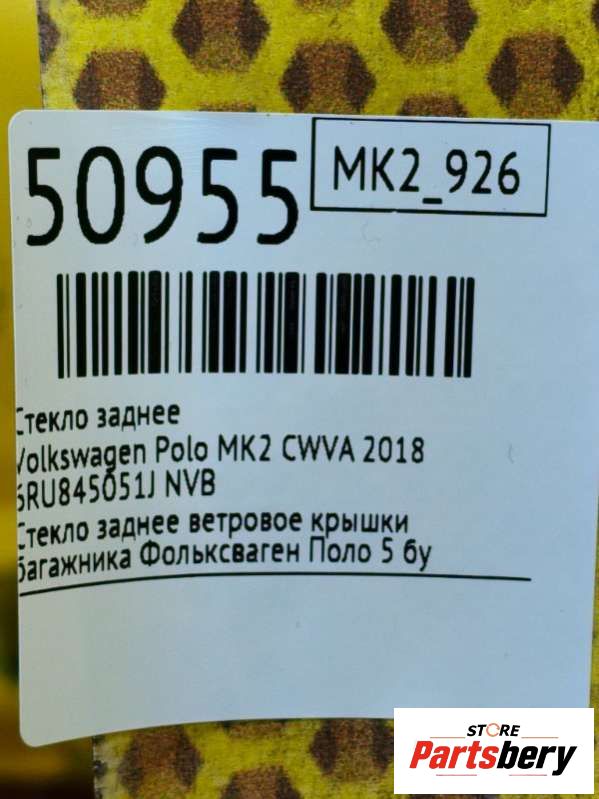 50955
MK2_926
Стекло заднее
Volkswagen Polo MK2 CWVA 2018
6RU845051J NVB
Стекло заднее ветровое крышки
багажника Фольксваген Поло 5 бу
STORE
Partsbery